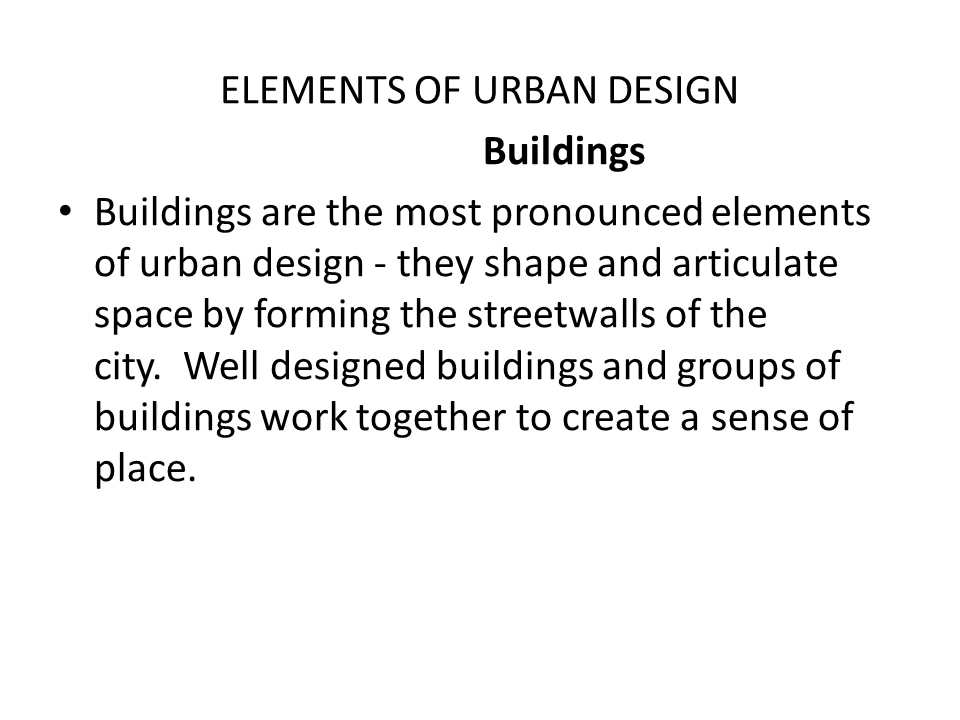 ELEMENTS OF URBAN DESIGN
Buildings
• Buildings are the most pronounced elements
of urban design - they shape and articulate
space by forming the streetwalls of the
city.  Well designed buildings and groups of
buildings work together to create a sense of
place.